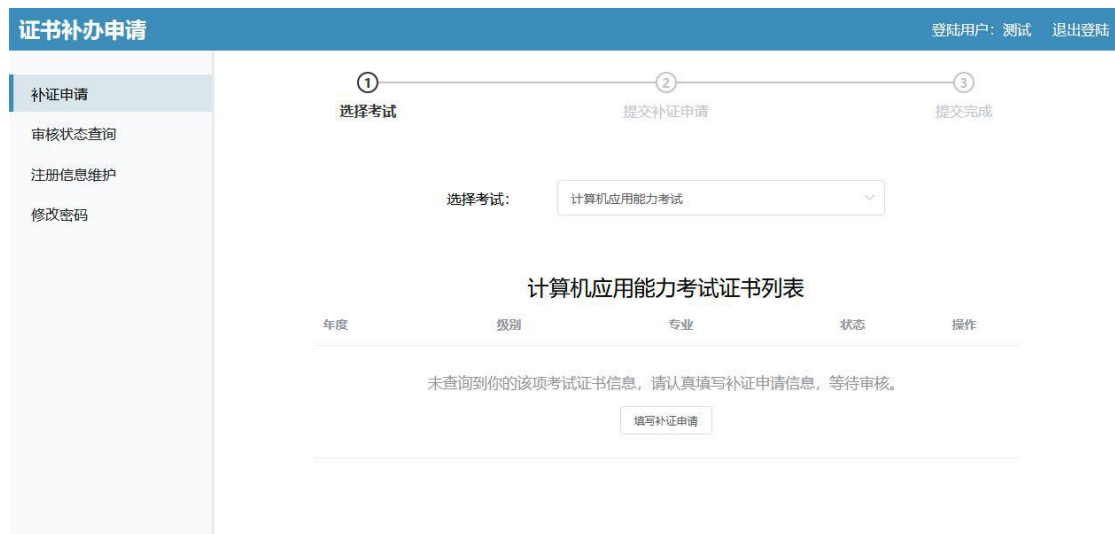 证书补办申请 登陆用户：测试 退出登陆
补证申请
审核状态查询
注册信息维护
修改密码
1 2 3
选择考试 提交补证申请 提交完成
选择考试： 计算机应用能力考试
计算机应用能力考试证书列表
年度 级别 专业 状态 操作
未查询到你的该项考试证书信息，请认真填写补证申请信息，等待审核。
填写补证申请